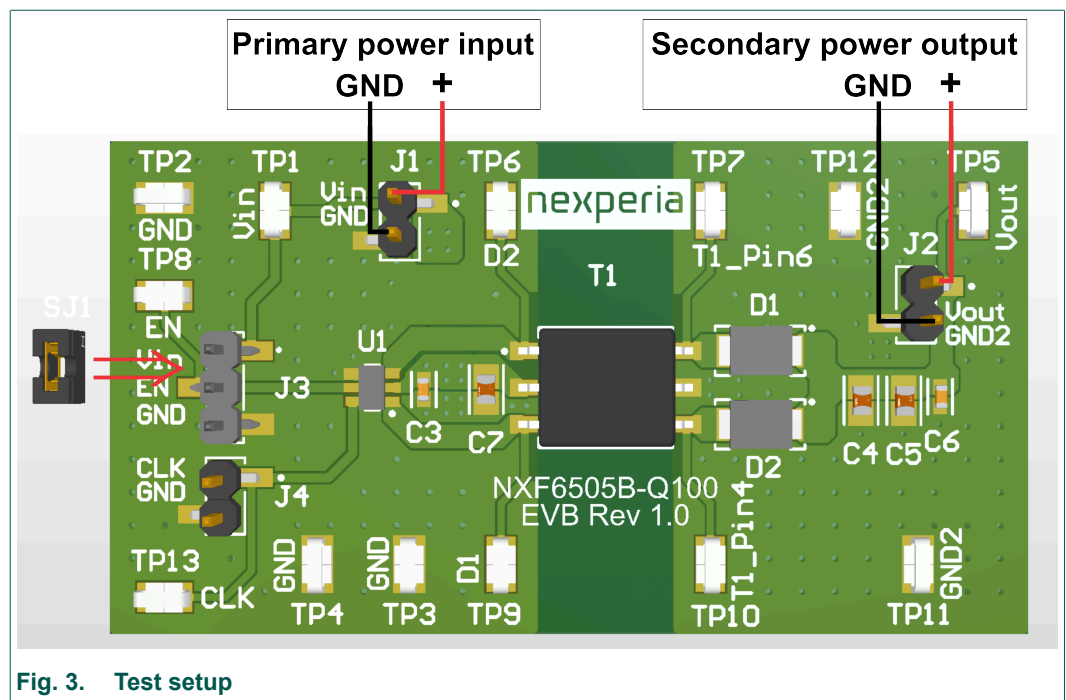 Primary power input
GND +
Secondary power output
GND +
TP2
TP1
J1
TP6
TP7
TP12
TP5
Vin
Vin
GND
nexperia
GND2
Vout
GND
D2
T1_Pin6
J2
TP8
T1
SJ1
D1
EN
Vout
GND2
U1
Vin
EN
GND
J3
C3
C7
C4
C5
C6
D2
CLK
GND
J4
NXF6505B-Q100
EVB Rev 1.0
TP13
CLK
GND
TP4
GND
TP3
D1
TP9
T1_Pin4
TP10
GND2
TP11
Fig. 3. Test setup